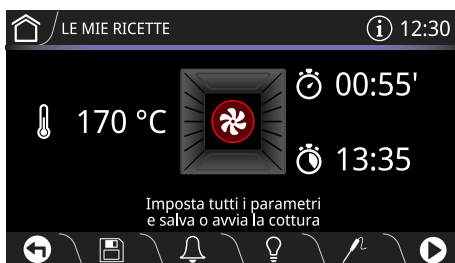 LE MIE RICETTE
i 12:30
00:55'
170 °C
13:35
Imposta tutti i parametri
e salva o avvia la cottura